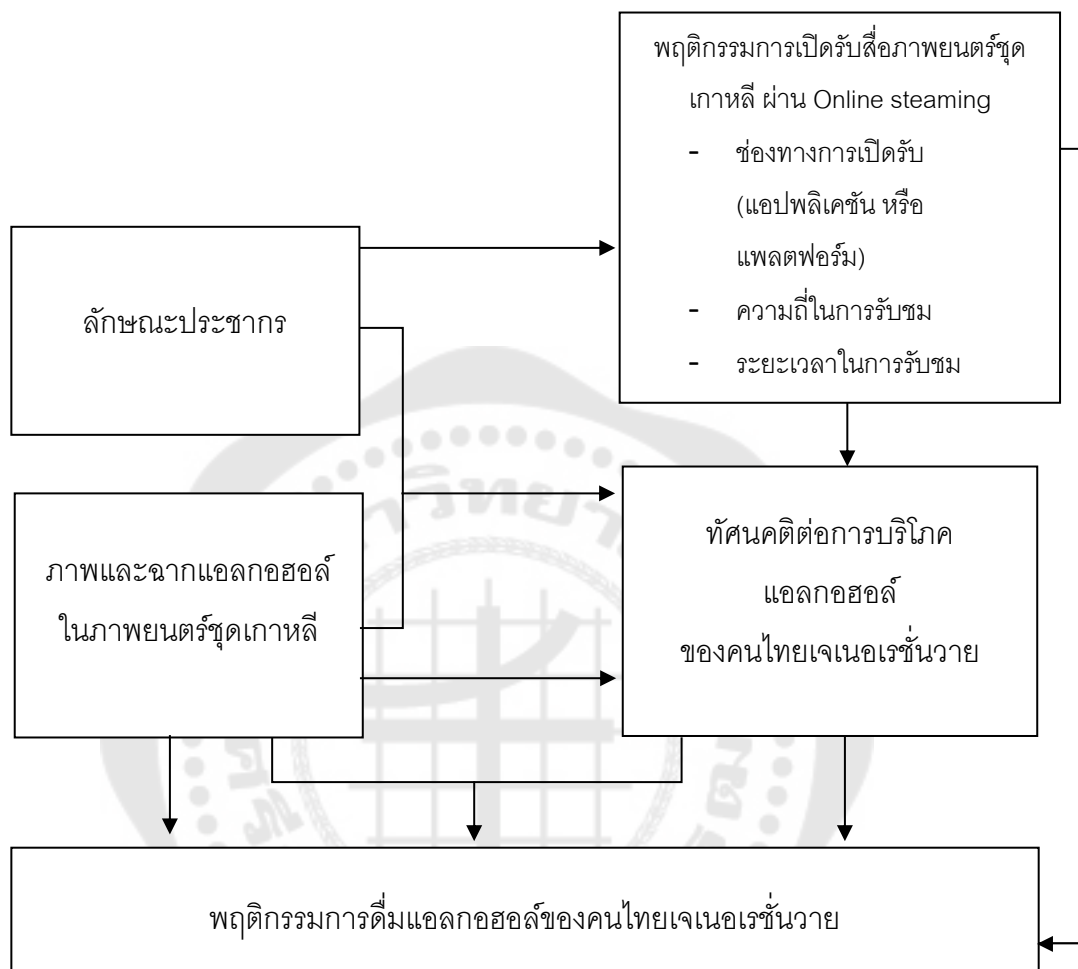 พฤติกรรมการเปิดรับสื่อภาพยนตร์ชุด
เกาหลี ผ่าน Online steaming
- ช่องทางการเปิดรับ
(แอปพลิเคชัน หรือ
แพลตฟอร์ม)
- ความถี่ในการรับชม
- ระยะเวลาในการรับชม
ลักษณะประชากร
ภาพและฉากแอลกอฮอล์
ในภาพยนตร์ชุดเกาหลี
ทัศนคติต่อการบริโภค
แอลกอฮอล์
ของคนไทยเจเนอเรชั่นวาย
พฤติกรรมการดื่มแอลกอฮอล์ของคนไทยเจเนอเรชั่นวาย